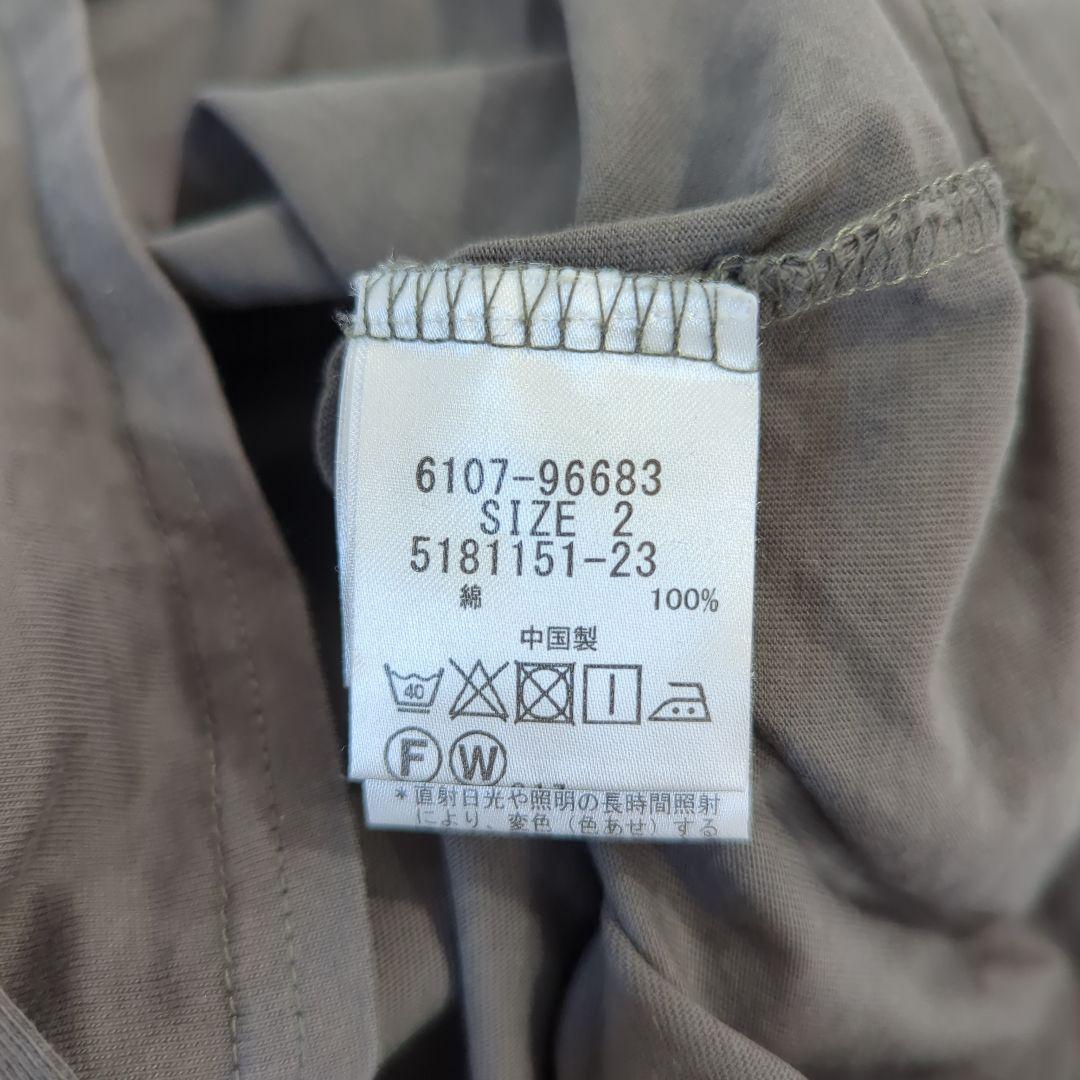 6107-96683
SIZE 2
5181151-23
綿 100%
中国製
40
F W
*直射日光や照明の長時間照射
により、変色(色あせ)する